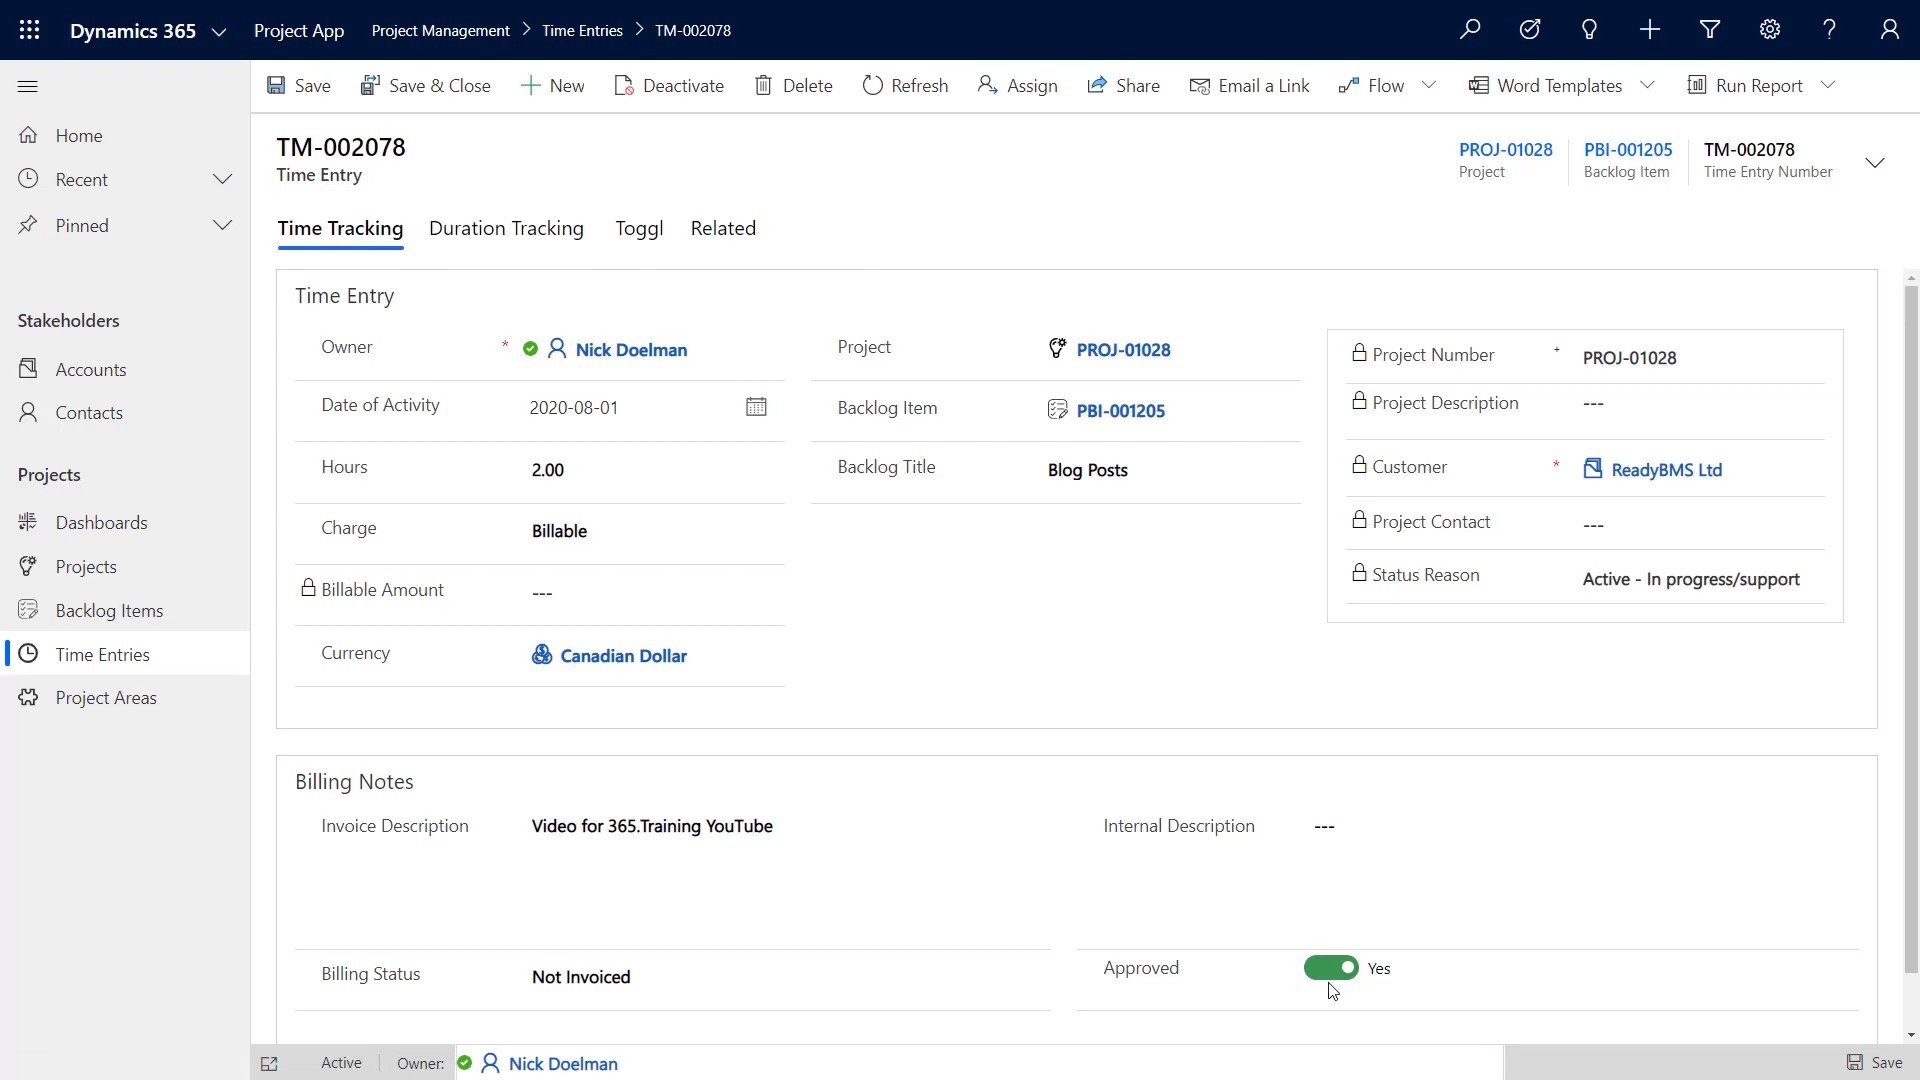 Dynamics 365 Project App Project Management > Time Entries > TM-002078
Save Save & Close New Deactivate Delete Refresh Assign Share Email a Link Flow Word Templates Run Report
Home
Recent
Pinned
Stakeholders
Accounts
Contacts
Projects
Dashboards
Projects
Backlog Items
Time Entries
Project Areas
TM-002078
Time Entry
PROJ-01028 PBI-001205 TM-002078
Project Backlog Item Time Entry Number
Time Tracking Duration Tracking Toggl Related
Time Entry
Owner * Nick Doelman
Date of Activity 2020-08-01
Hours 2.00
Charge Billable
Billable Amount ---
Currency Canadian Dollar
Project PROJ-01028
Backlog Item PBI-001205
Backlog Title Blog Posts
Project Number + PROJ-01028
Project Description ---
Customer * ReadyBMS Ltd
Project Contact ---
Status Reason Active - In progress/support
Billing Notes
Invoice Description Video for 365.Training YouTube
Internal Description ---
Billing Status Not Invoiced
Approved Yes
Active Owner: Nick Doelman Save